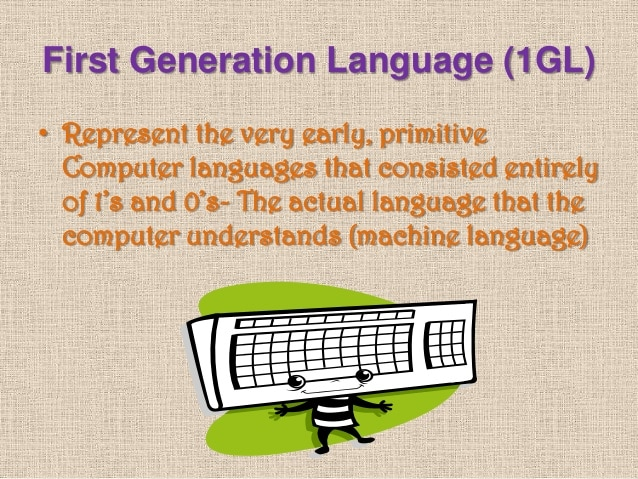 First Generation Language (1GL)
• Represent the very early, primitive
Computer languages that consisted entirely
of 1's and 0's- The actual language that the
computer understands (machine language)